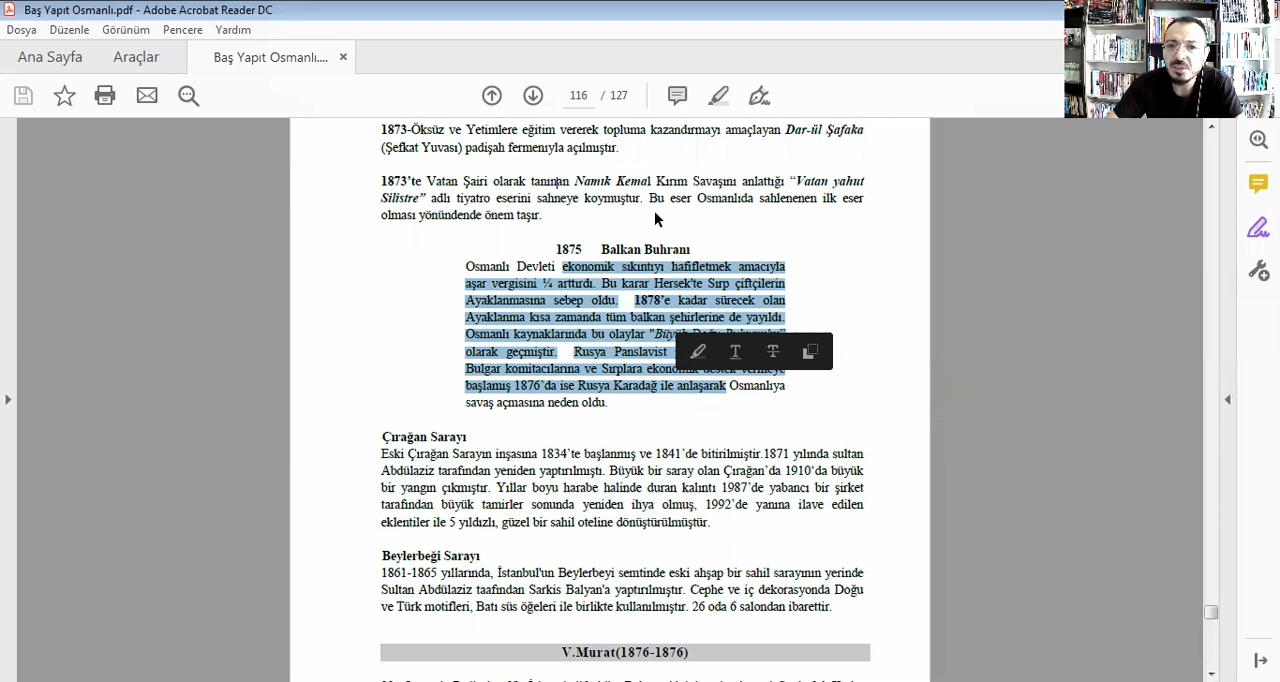 Baş Yapıt Osmanlı.pdf - Adobe Acrobat Reader DC
Dosya Düzenle Görünüm Pencere Yardım
Ana Sayfa Araçlar Baş Yapıt Osmanlı.... ×
116 / 127
1873-Öksüz ve Yetimlere eğitim vererek topluma kazandırmayı amaçlayan Dar-ül Şafaka
(Şefkat Yuvası) padişah fermenıyla açılmıştır.
1873'te Vatan Şairi olarak tanınan Namık Kemal Kırım Savaşını anlattığı “Vatan yahut
Silistre” adlı tiyatro eserini sahneye koymuştur. Bu eser Osmanlıda sahlenenen ilk eser
olması yönündende önem taşır.
1875 Balkan Buhranı
Osmanlı Devleti ekonomik sıkıntıyı hafifletmek amacıyla
aşar vergisini ¼ arttırdı. Bu karar Hersek'te Sırp çiftçilerin
Ayaklanmasına sebep oldu. 1878’e kadar sürecek olan
Ayaklanma kısa zamanda tüm balkan şehirlerine de yayıldı.
Osmanlı kaynaklarında bu olaylar "Büyük Doğu
olarak geçmiştir. Rusya Panslavist
Bulgar komitacılarına ve Sırplara
başlamış 1876’da ise Rusya Karadağ ile anlaşarak Osmanlıya
savaş açmasına neden oldu.
Çırağan Sarayı
Eski Çırağan Sarayın inşasına 1834’te başlanmış ve 1841’de bitirilmiştir.1871 yılında sultan
Abdülaziz tarafından yeniden yaptırılmıştı. Büyük bir saray olan Çırağan’da 1910‘da büyük
bir yangın çıkmıştır. Yıllar boyu harabe halinde duran kalıntı 1987’de yabancı bir şirket
tarafından büyük tamirler sonunda yeniden ihya olmuş, 1992’de yanına ilave edilen
eklentiler ile 5 yıldızlı, güzel bir sahil oteline dönüştürülmüştür.
Beylerbeği Sarayı
1861-1865 yıllarında, İstanbul'un Beylerbeyi semtinde eski ahşap bir sahil sarayının yerinde
Sultan Abdülaziz taafından Sarkis Balyan'a yaptırılmıştır. Cephe ve iç dekorasyonda Doğu
ve Türk motifleri, Batı süs öğeleri ile birlikte kullanılmıştır. 26 oda 6 salondan ibarettir.
V.Murat(1876-1876)